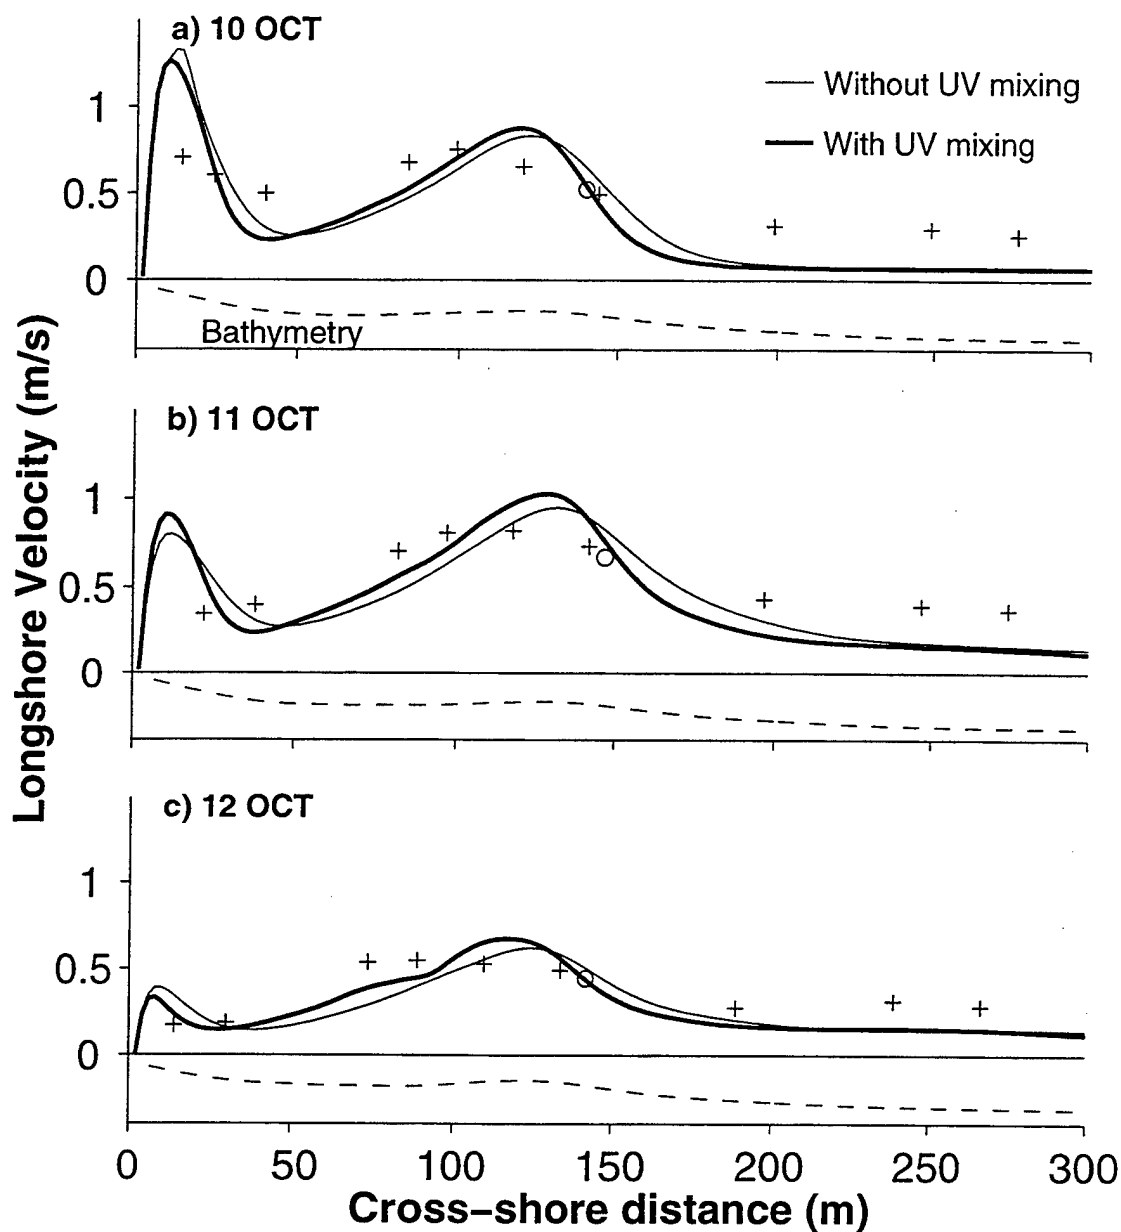 a) 10 OCT
Without UV mixing
With UV mixing
1
0.5
0
Bathymetry
b) 11 OCT
1
0.5
0
c) 12 OCT
1
0.5
0
0 50 100 150 200 250 300
Cross-shore distance (m)
Longshore Velocity (m/s)